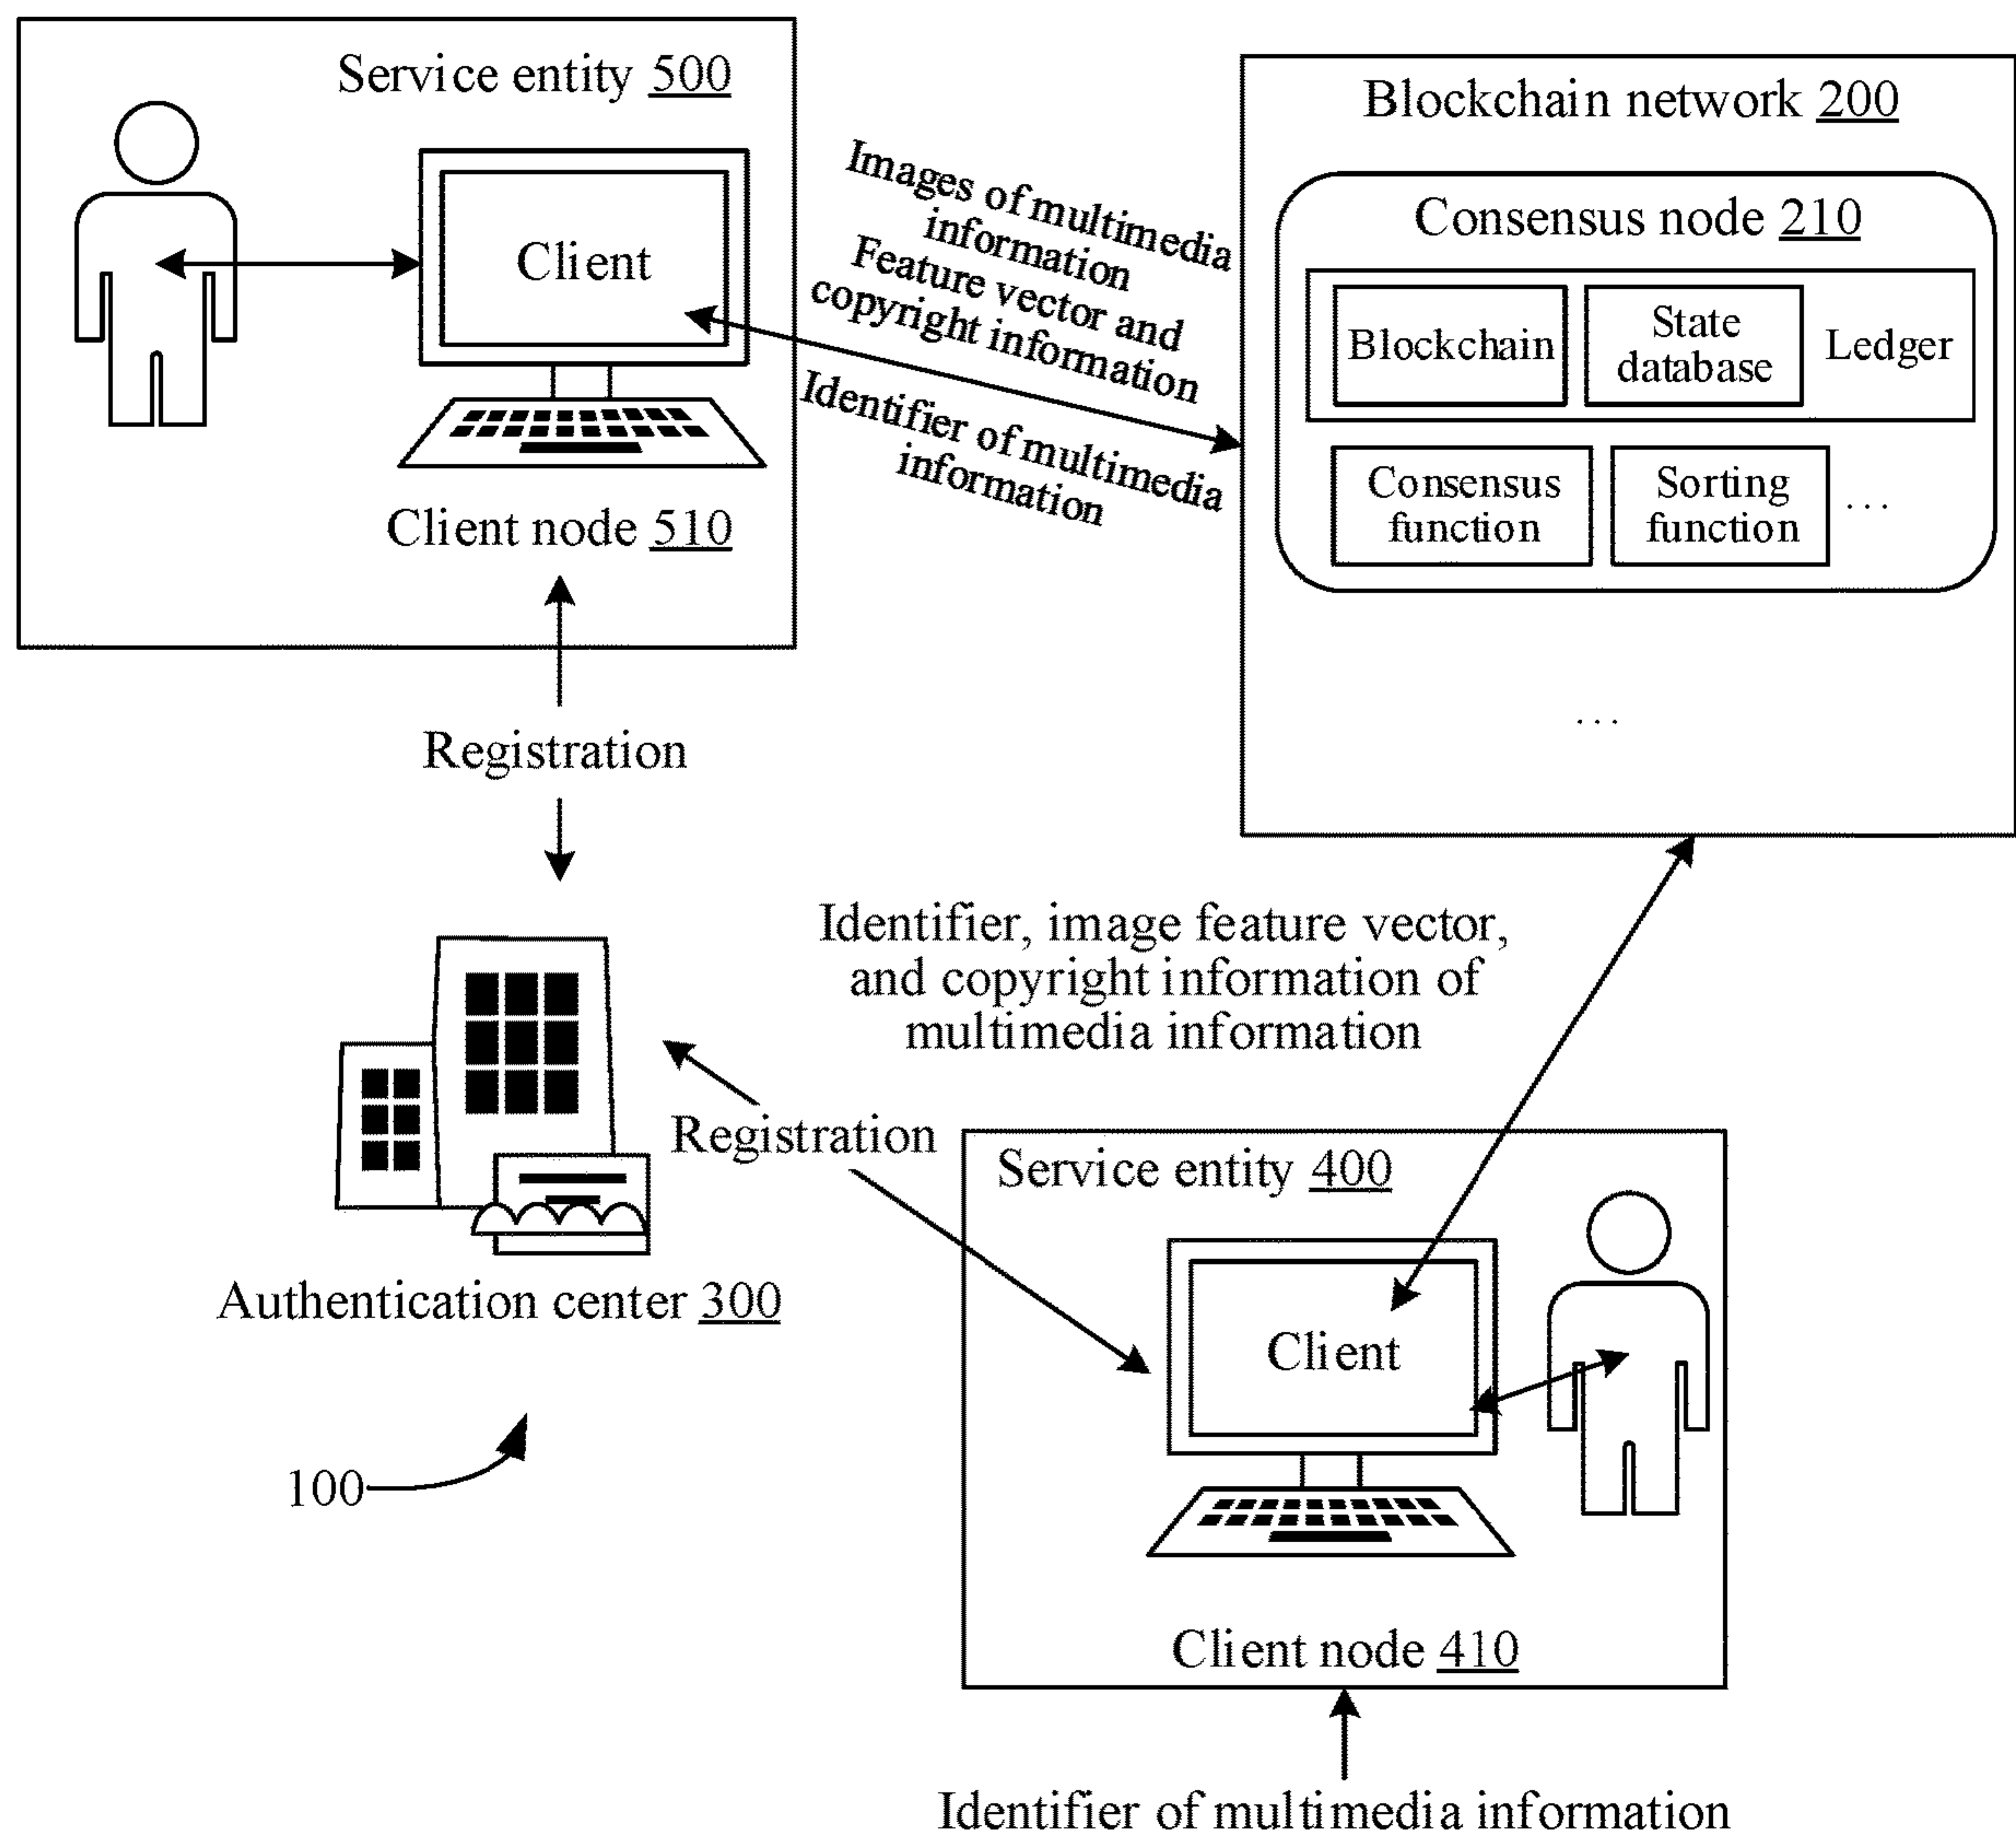 Service entity 500
Client
Client node 510
Images of multimedia
information
Feature vector and
copyright information
Identifier of multimedia
information
Blockchain network 200
Consensus node 210
Blockchain
State
database
Ledger
Consensus
function
Sorting
function
...
...
Registration
Authentication center 300
Registration
Identifier, image feature vector,
and copyright information of
multimedia information
Service entity 400
Client
Client node 410
100
Identifier of multimedia information